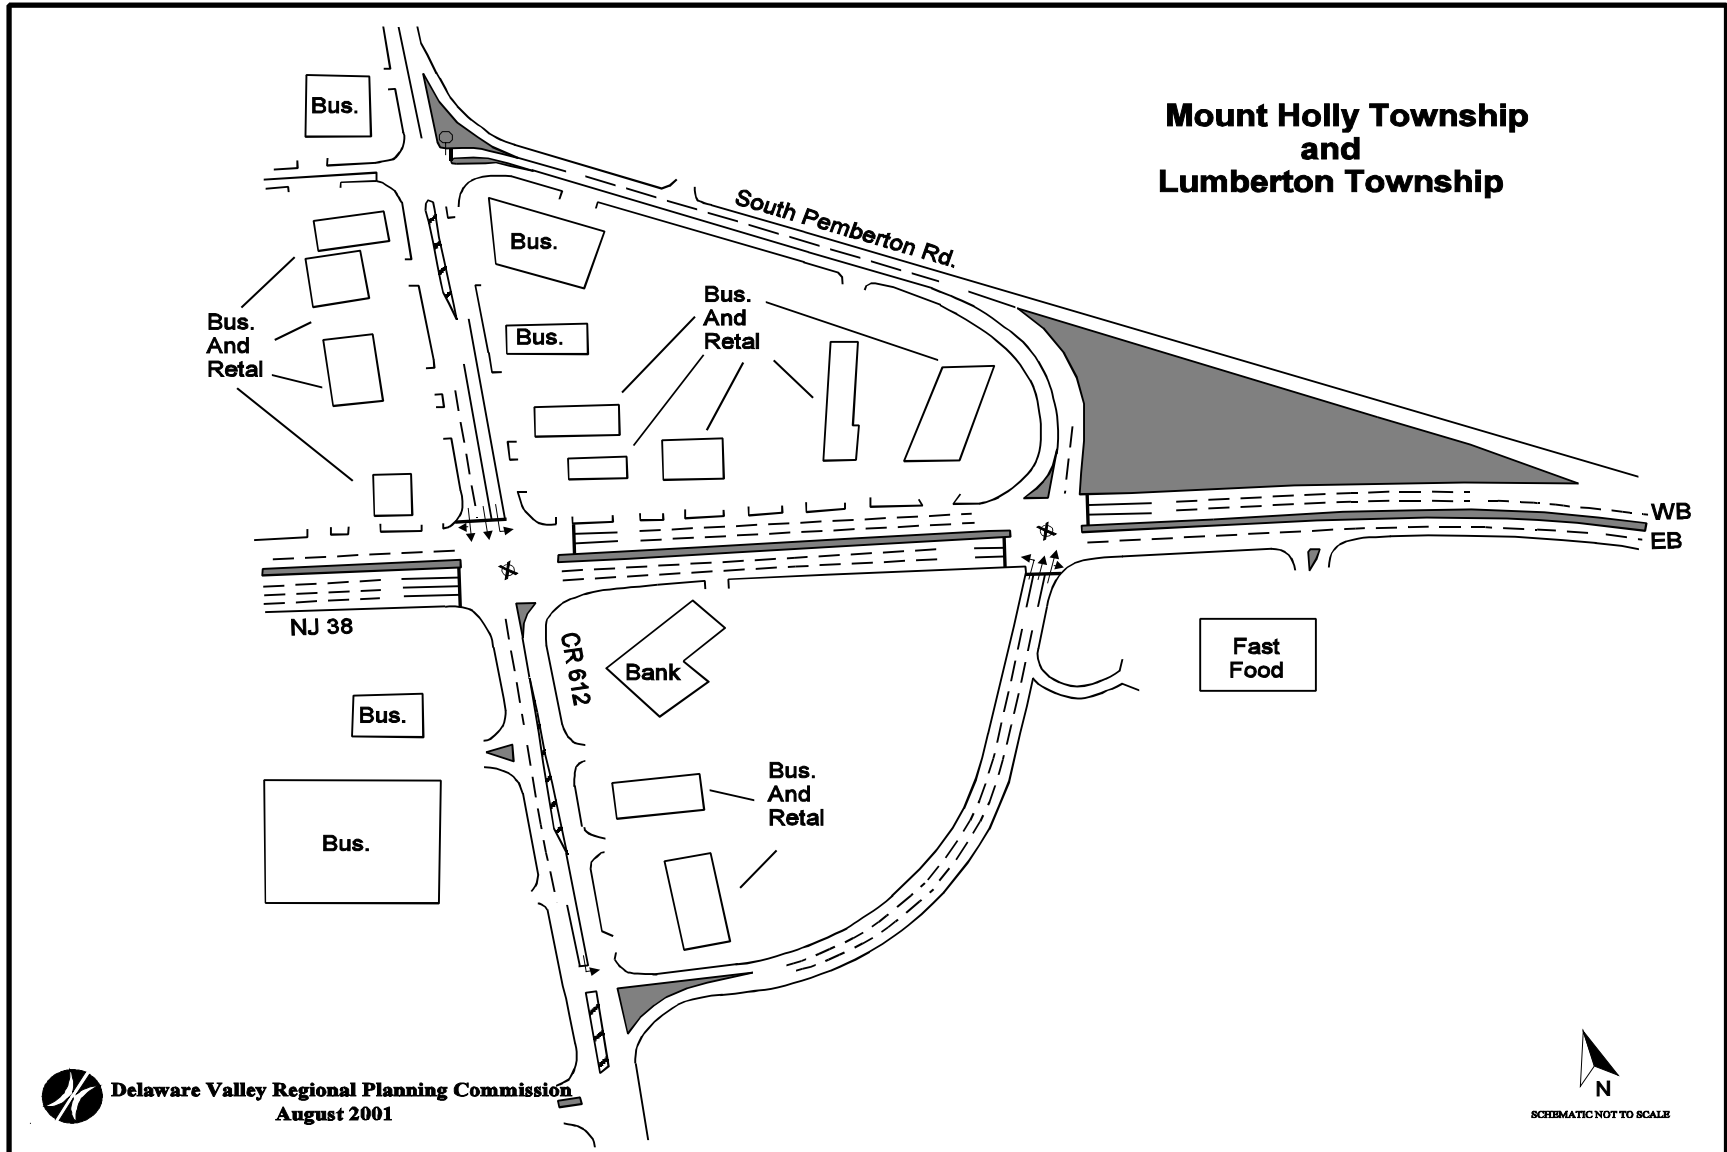 Mount Holly Township
and
Lumberton Township
Bus.
South Pemberton Rd.
Bus.
Bus.
And
Retal
Bus.
And
Retal
Bus.
WB
EB
NJ 38
CR 612
Bank
Fast
Food
Bus.
Bus.
And
Retal
Bus.
Delaware Valley Regional Planning Commission
August 2001
N
SCHEMATIC NOT TO SCALE